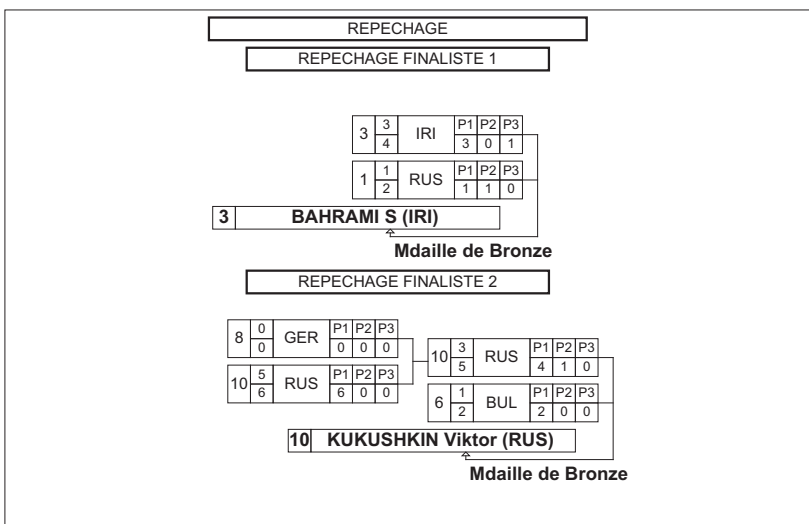 REPECHAGE
REPECHAGE FINALISTE 1
3 3 IRI P1 P2 P3
4 3 0 1
1 1 RUS P1 P2 P3
2 1 1 0
3 BAHRAMI S (IRI)
Mdaille de Bronze
REPECHAGE FINALISTE 2
8 0 GER P1 P2 P3
0 0 0 0
10 5 RUS P1 P2 P3
6 6 0 0
10 3 RUS P1 P2 P3
5 4 1 0
6 1 BUL P1 P2 P3
2 2 0 0
10 KUKUSHKIN Viktor (RUS)
Mdaille de Bronze